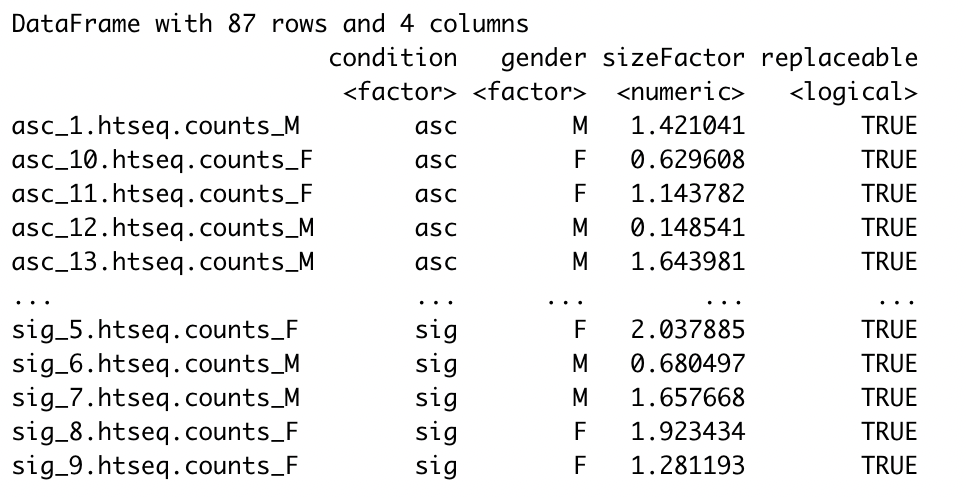 DataFrame with 87 rows and 4 columns
condition gender sizeFactor replaceable
<factor> <factor> <numeric> <logical>
asc_1.htseq.counts_M asc M 1.421041 TRUE
asc_10.htseq.counts_F asc F 0.629608 TRUE
asc_11.htseq.counts_F asc F 1.143782 TRUE
asc_12.htseq.counts_M asc M 0.148541 TRUE
asc_13.htseq.counts_M asc M 1.643981 TRUE
... ... ... ... ...
sig_5.htseq.counts_F sig F 2.037885 TRUE
sig_6.htseq.counts_M sig M 0.680497 TRUE
sig_7.htseq.counts_M sig M 1.657668 TRUE
sig_8.htseq.counts_F sig F 1.923434 TRUE
sig_9.htseq.counts_F sig F 1.281193 TRUE